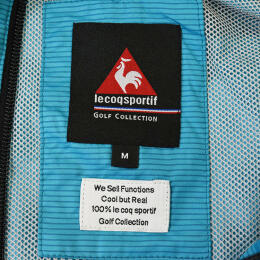 lecoqsportif
GOLF COLLECTION
M
We Sell Functions
Cool but Real
100% le coq sportif
Golf Collection